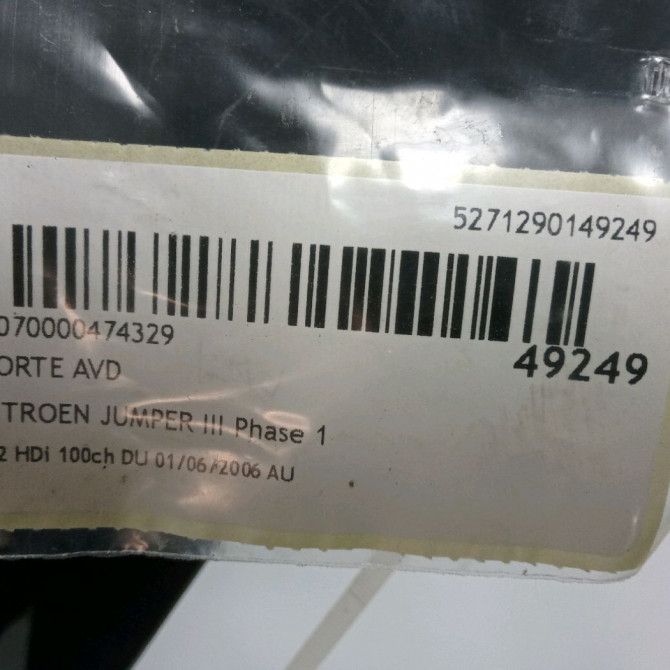 5271290149249
070000474329
49249
ORTE AVD
TROEN JUMPER III Phase 1
2 HDi 100ch DU 01/06/2006 AU